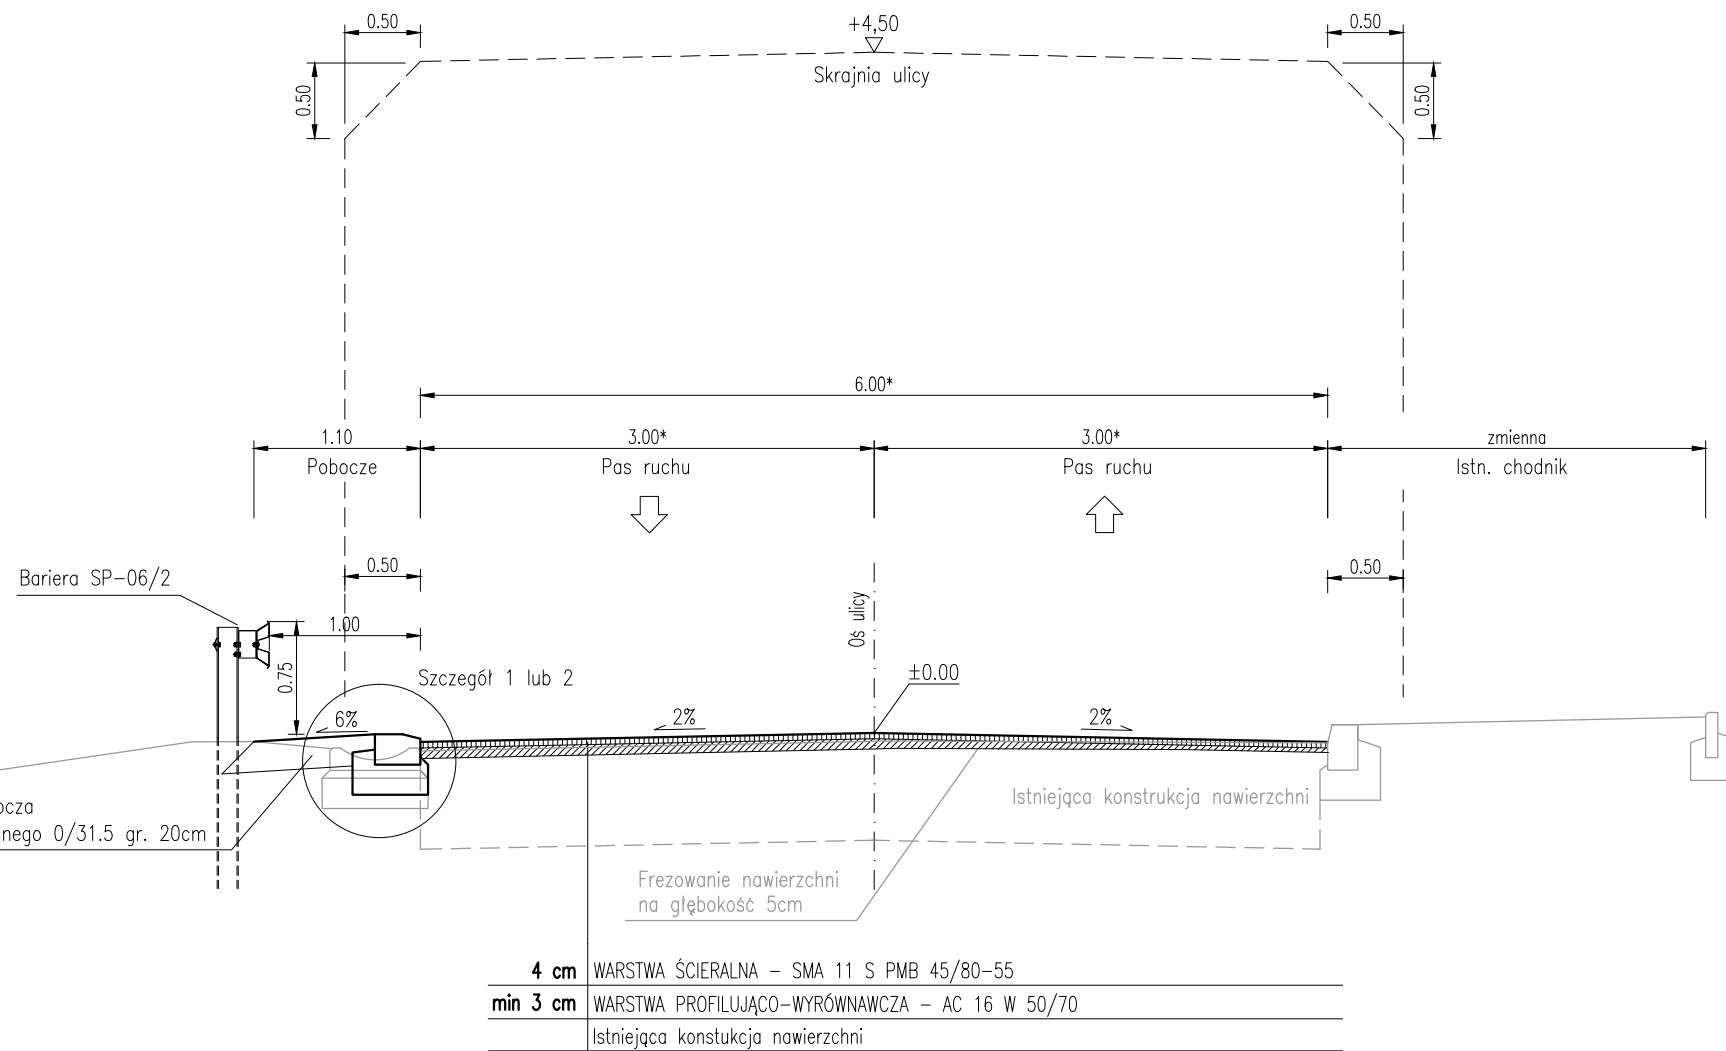 0.50
+4,50
0.50
Skrajnia ulicy
0.50
0.50
6.00*
1.10
3.00*
3.00*
zmienna
Pobocze
Pas ruchu
Pas ruchu
Istn. chodnik
0.50
0.50
Bariera SP-06/2
Oś ulicy
1.00
0.75
Szczegół 1 lub 2
±0.00
6%
2%
2%
Istniejąca konstrukcja nawierzchni
ocza
nego 0/31.5 gr. 20cm
Frezowanie nawierzchni
na głębokość 5cm
4 cm WARSTWA ŚCIERALNA - SMA 11 S PMB 45/80-55
min 3 cm WARSTWA PROFILUJĄCO-WYRÓWNAWCZA - AC 16 W 50/70
Istniejąca konstukcja nawierzchni